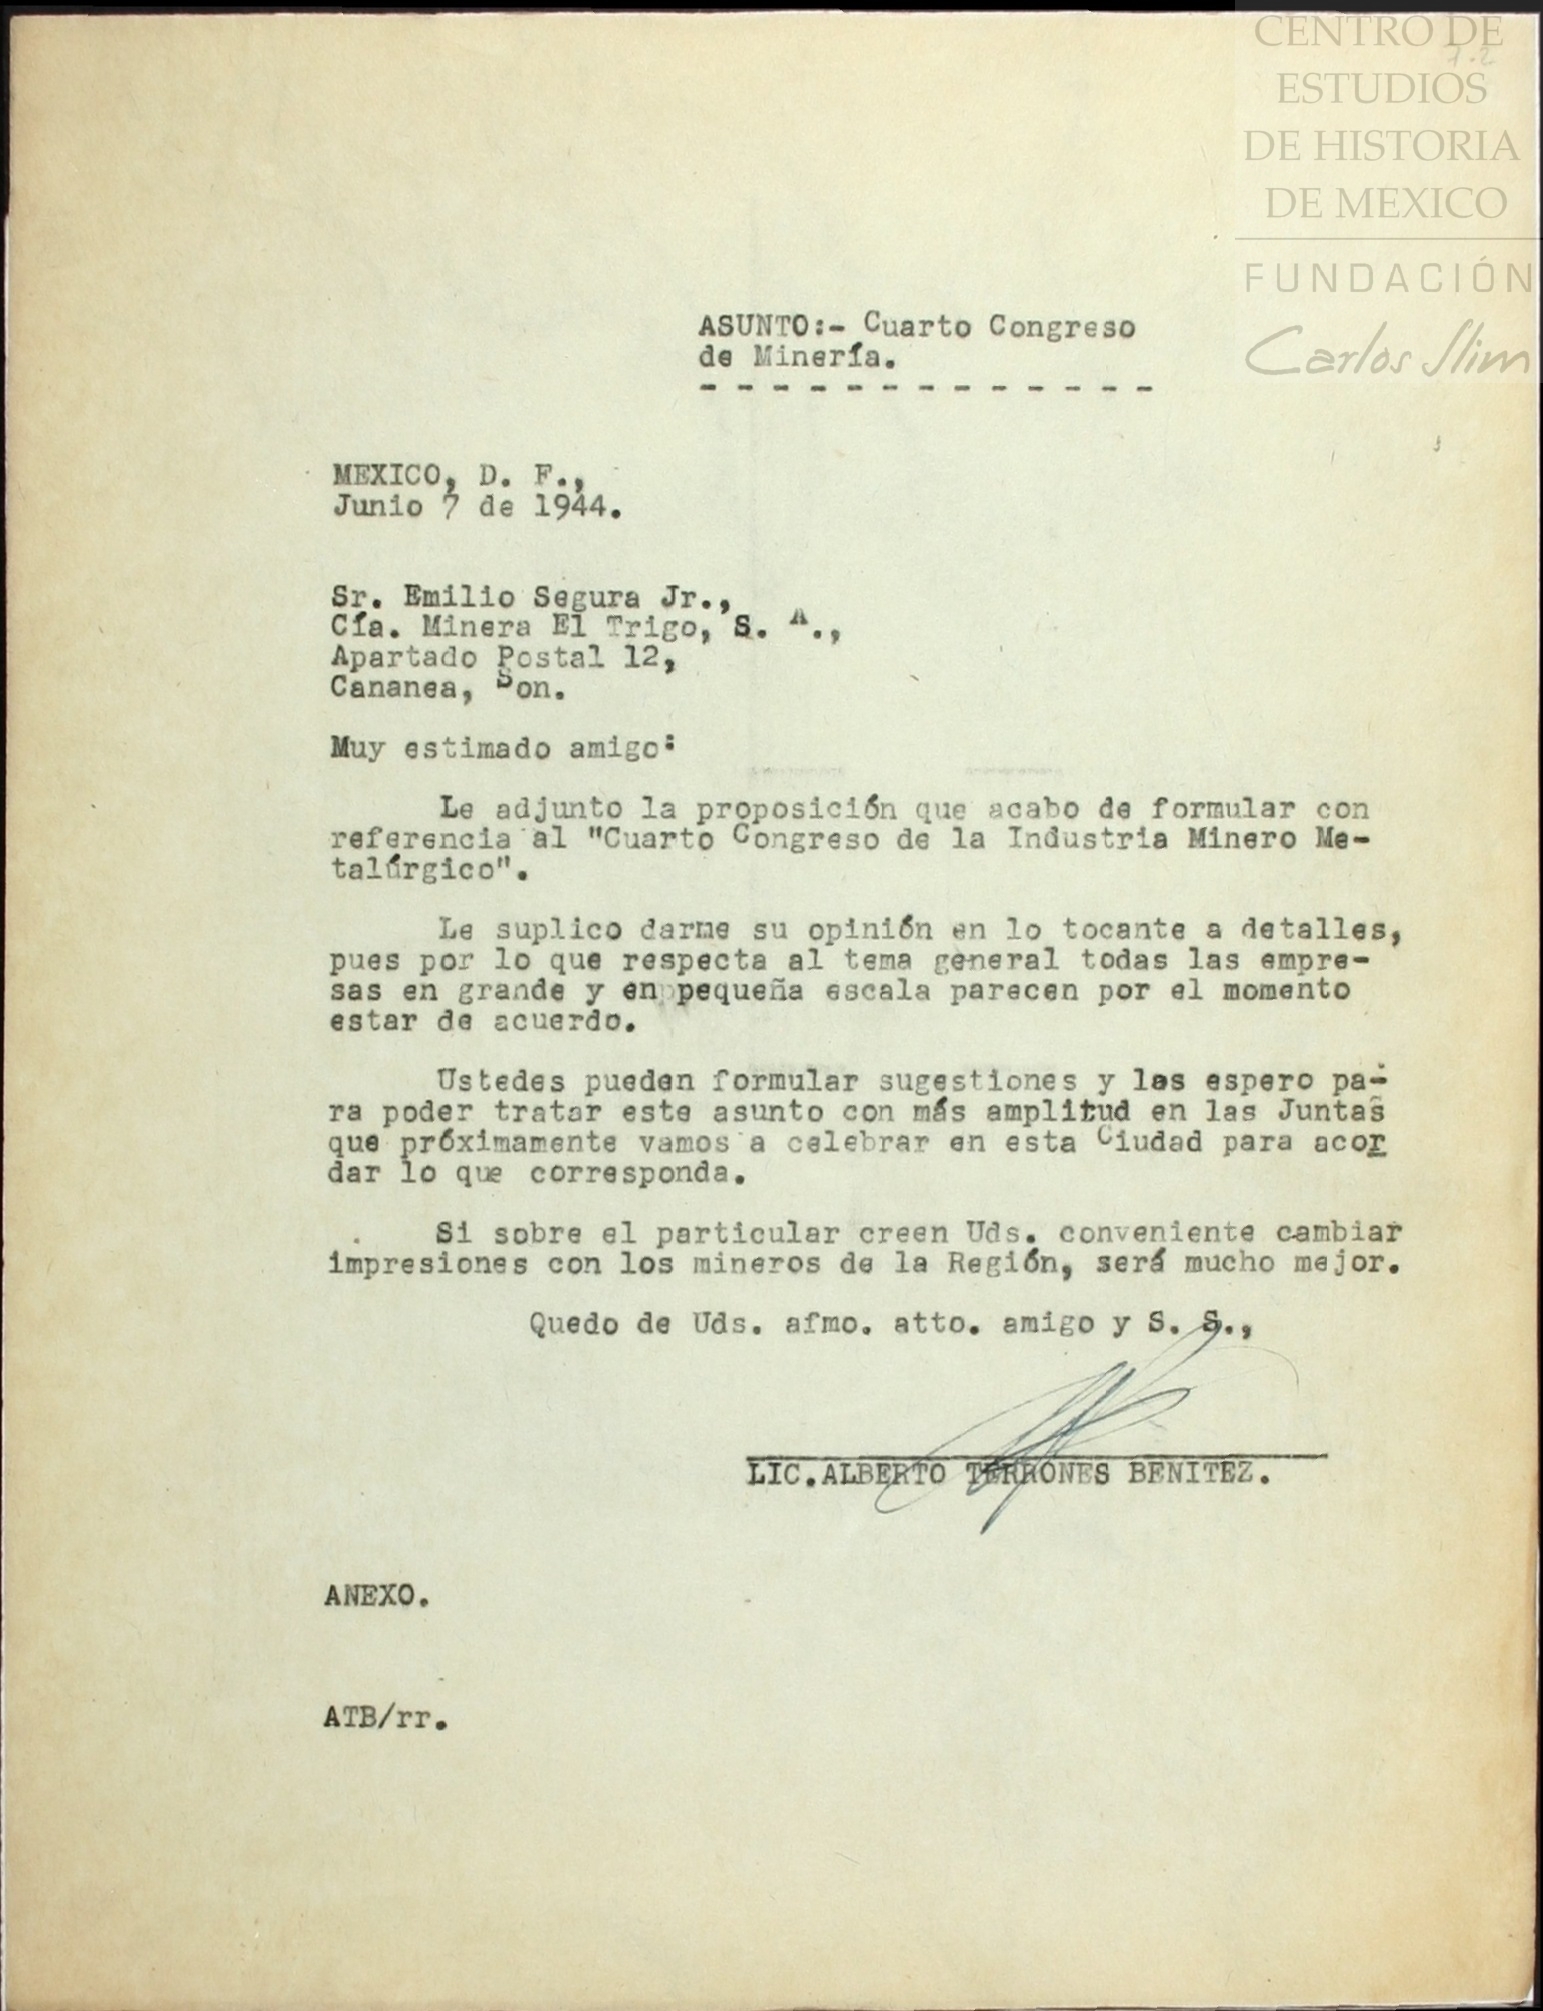 CENTRO DE
ESTUDIOS
DE HISTORIA
DE MEXICO
FUNDACIÓN
Carlos Slim
ASUNTO:- Cuarto Congreso
de Minería.
- - - - - - - - - - - - -
MEXICO, D. F.,
Junio 7 de 1944.
Sr. Emilio Segura Jr.,
Cía. Minera El Trigo, S. A.,
Apartado Postal 12,
Cananea, Son.
Muy estimado amigo:
Le adjunto la proposición que acabo de formular con
referencia al "Cuarto Congreso de la Industria Minero Me-
talúrgico".
Le suplico darme su opinión en lo tocante a detalles,
pues por lo que respecta al tema general todas las empre-
sas en grande y en pequeña escala parecen por el momento
estar de acuerdo.
Ustedes pueden formular sugestiones y las espero pa-
ra poder tratar este asunto con más amplitud en las Juntas
que próximamente vamos a celebrar en esta Ciudad para acor
dar lo que corresponda.
Si sobre el particular creen Uds. conveniente cambiar
impresiones con los mineros de la Región, será mucho mejor.
Quedo de Uds. afmo. atto. amigo y S. S.,
LIC.ALBERTO TERRONES BENITEZ.
ANEXO.
ATB/rr.